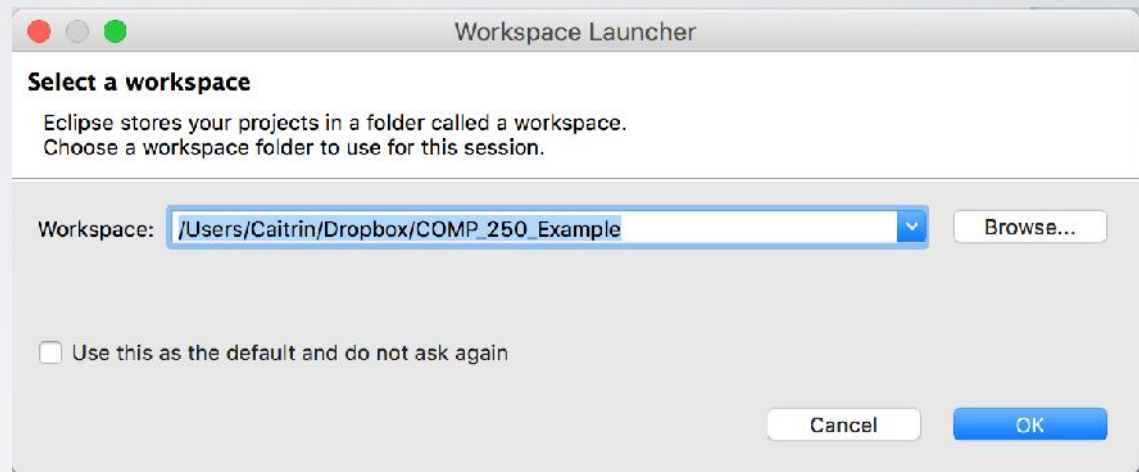 Workspace Launcher
Select a workspace
Eclipse stores your projects in a folder called a workspace.
Choose a workspace folder to use for this session.
Workspace: /Users/Caitrin/Dropbox/COMP_250_Example Browse...
Use this as the default and do not ask again
Cancel OK